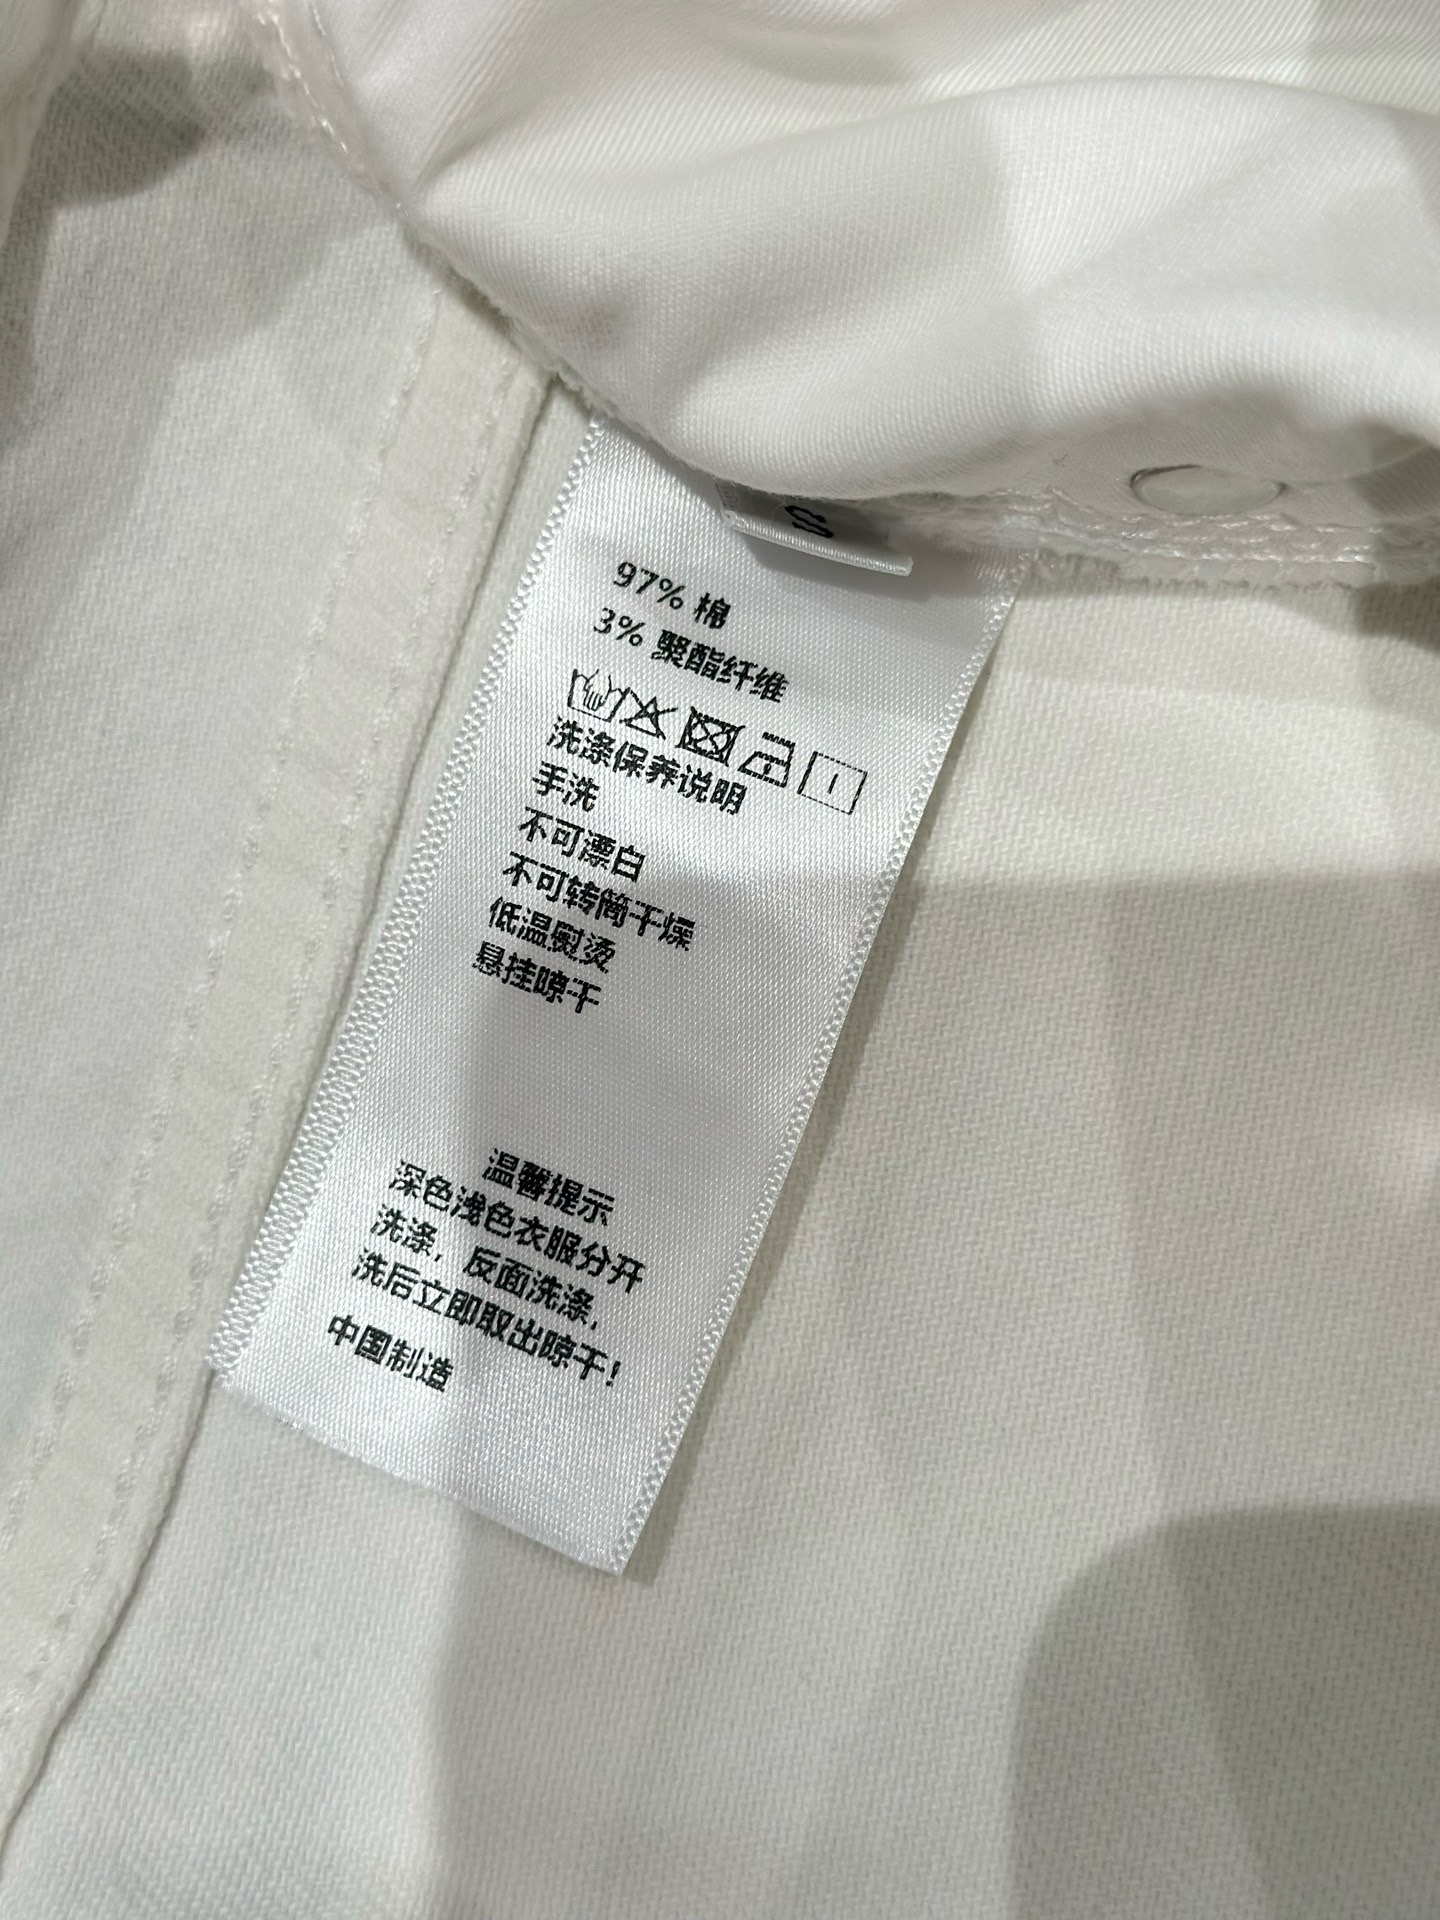 S
97% 棉
3% 聚酯纤维
洗涤保养说明
手洗
不可漂白
不可转筒干燥
低温熨烫
悬挂晾干
温馨提示
深色浅色衣服分开
洗涤，反面洗涤，
洗后立即取出晾干！
中国制造